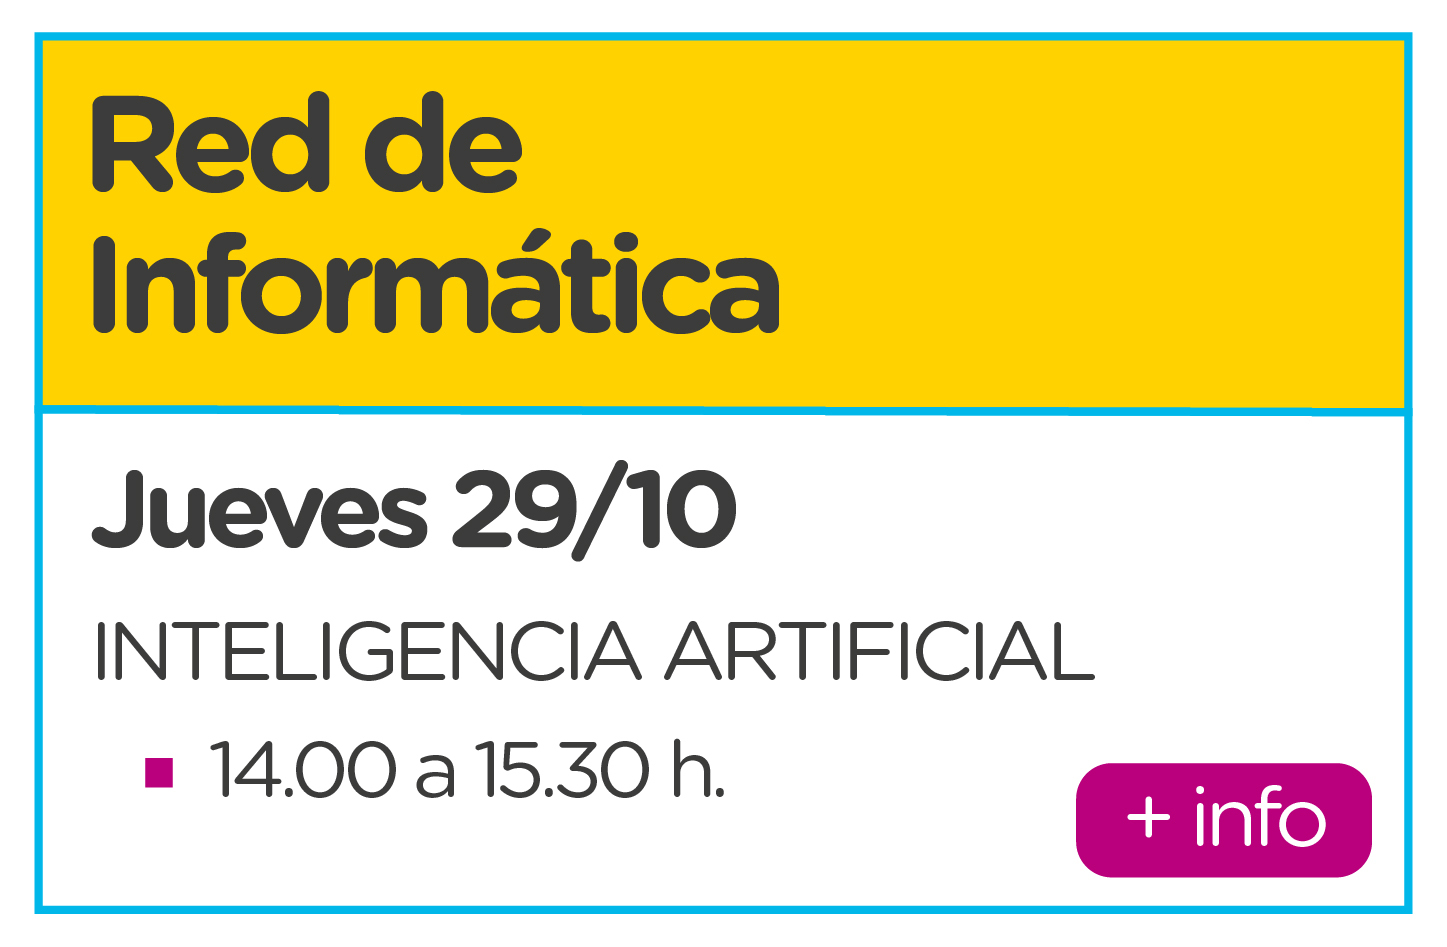 Red de
Informática
Jueves 29/10
INTELIGENCIA ARTIFICIAL
14.00 a 15.30 h.
+ info